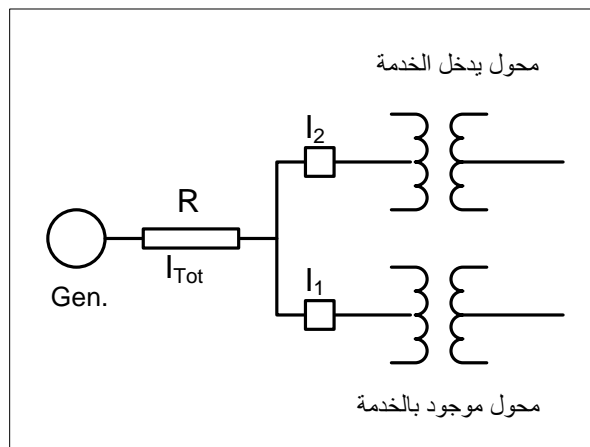 محول يدخل الخدمة
I2
R
ITot
Gen.
I1
محول موجود بالخدمة